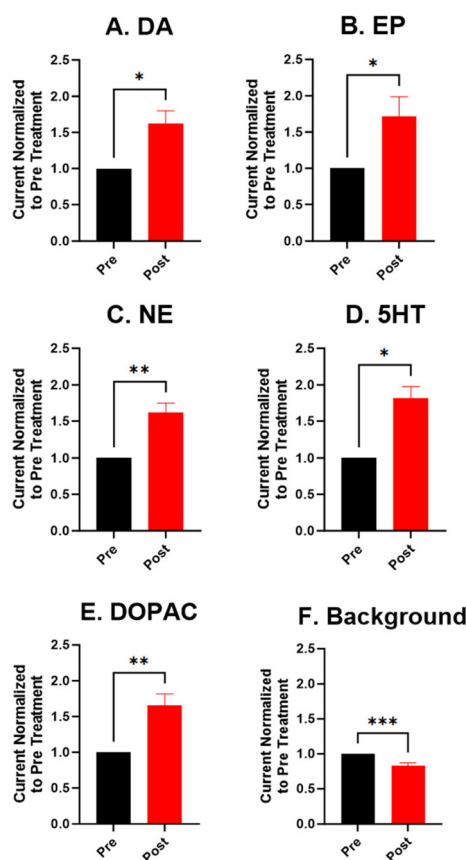 A. DA
Current Normalized
to Pre Treatment
2.5
2.0
1.5
1.0
0.5
0.0
*
Pre
Post
B. EP
Current Normalized
to Pre Treatment
2.5
2.0
1.5
1.0
0.5
0.0
*
Pre
Post
C. NE
Current Normalized
to Pre Treatment
2.5
2.0
1.5
1.0
0.5
0.0
**
Pre
Post
D. 5HT
Current Normalized
to Pre Treatment
2.5
2.0
1.5
1.0
0.5
0.0
*
Pre
Post
E. DOPAC
Current Normalized
to Pre Treatment
2.5
2.0
1.5
1.0
0.5
0.0
**
Pre
Post
F. Background
Current Normalized
to Pre Treatment
2.5
2.0
1.5
1.0
0.5
0.0
***
Pre
Post